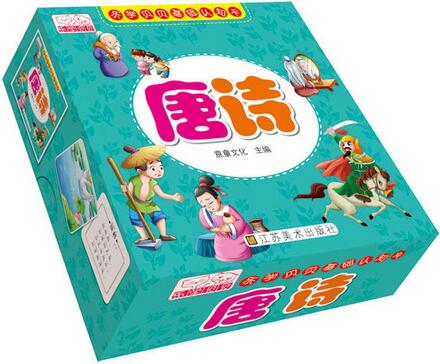 乐学贝贝基础认知卡
唐诗
意童文化 主编
江苏美术出版社
乐学贝贝基础认知卡
唐诗